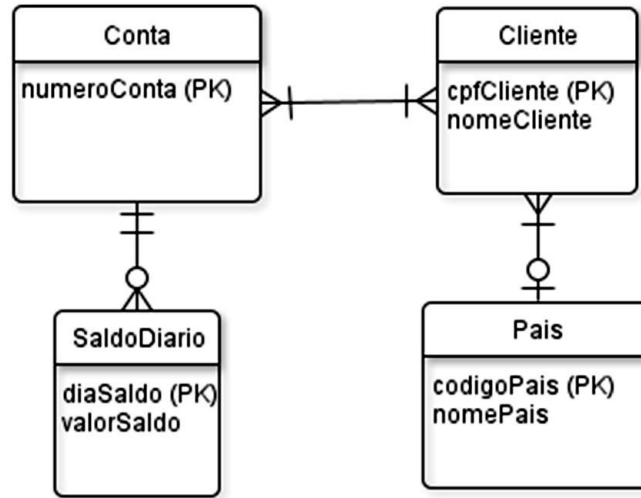 Conta
numeroConta (PK)
Cliente
cpfCliente (PK)
nomeCliente
SaldoDiario
diaSaldo (PK)
valorSaldo
Pais
codigoPais (PK)
nomePais